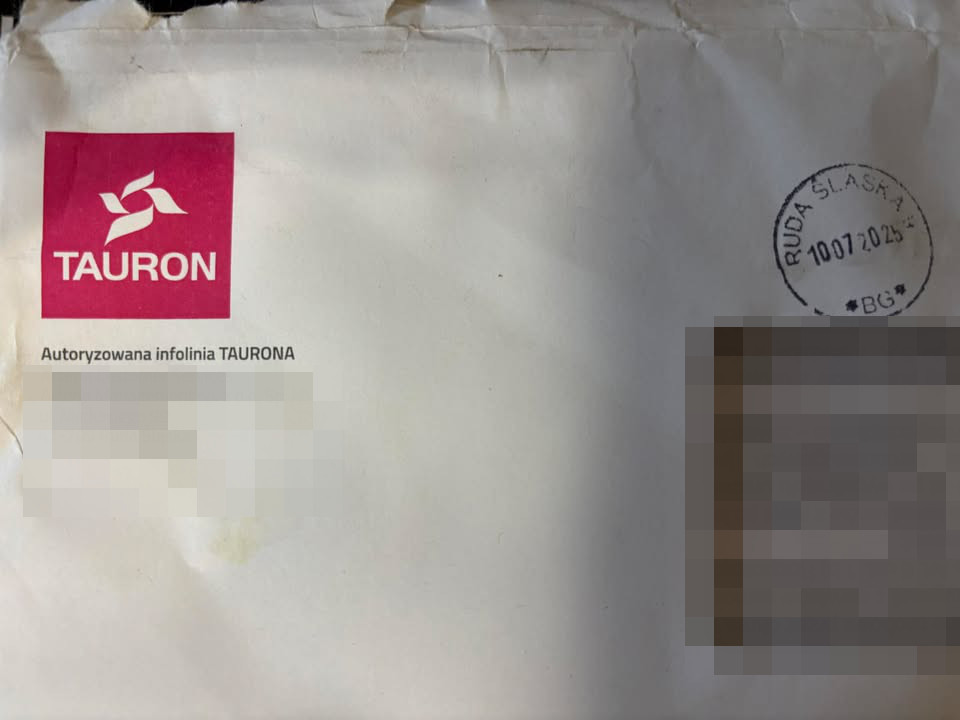 TAURON
Autoryzowana infolinia TAURONA
RUDA ŚLĄSKA
10 07 2025
*BG*